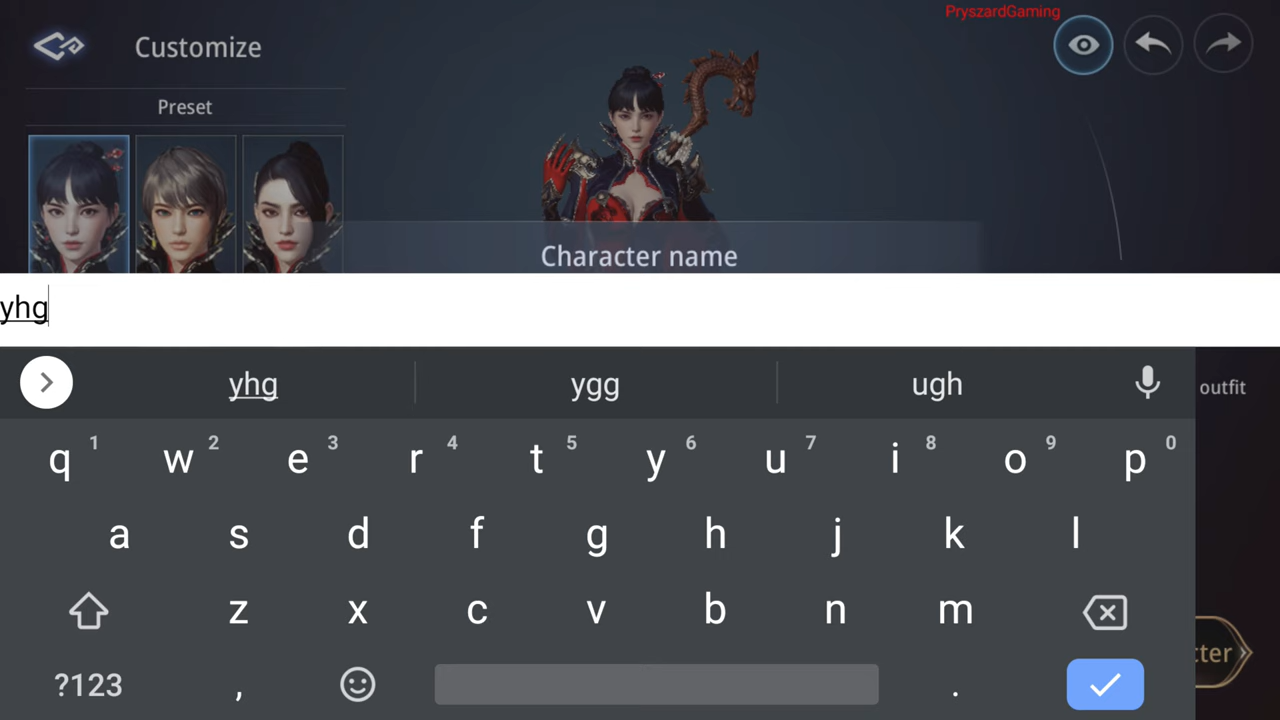 PryszardGaming
Customize
Preset
Character name
yhg
yhg ygg ugh
outfit
q 1 w 2 e 3 r 4 t 5 y 6 u 7 i 8 o 9 p 0
a s d f g h j k l
z x c v b n m
tter
?123 , .